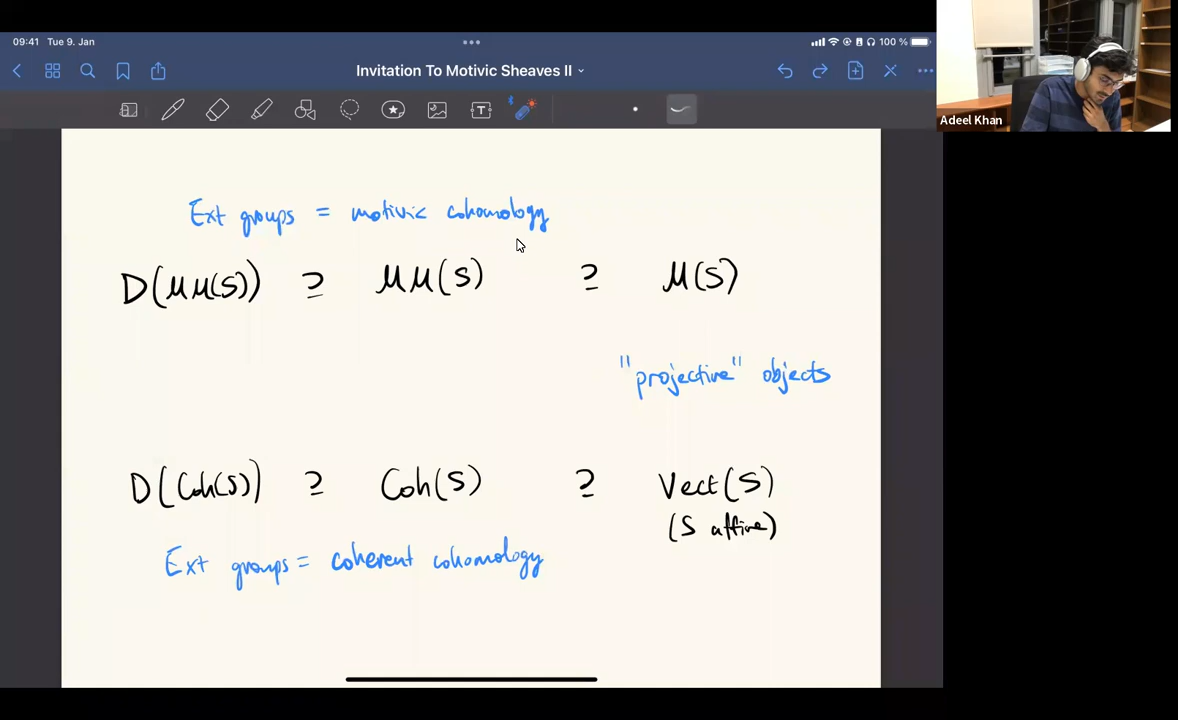 09:41 Tue 9. Jan
100 %
Invitation To Motivic Sheaves II
Adeel Khan
Ext groups = motivic cohomology
D(MM(S)) ⊇ MM(S) ⊇ M(S)
"projective" objects
D(Coh(S)) ⊇ Coh(S) ⊇ Vect(S)
(S affine)
Ext groups = coherent cohomology